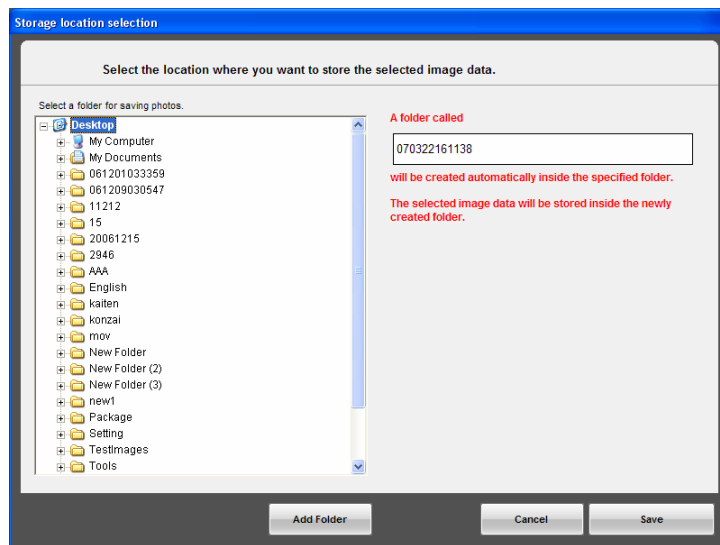 Storage location selection
Select the location where you want to store the selected image data.
Select a folder for saving photos.
Desktop
My Computer
My Documents
061201033359
061209030547
11212
15
20061215
2946
AAA
English
kaiten
konzai
mov
New Folder
New Folder (2)
New Folder (3)
new1
Package
Setting
TestImages
Tools
A folder called
070322161138
will be created automatically inside the specified folder.
The selected image data will be stored inside the newly
created folder.
Add Folder
Cancel
Save